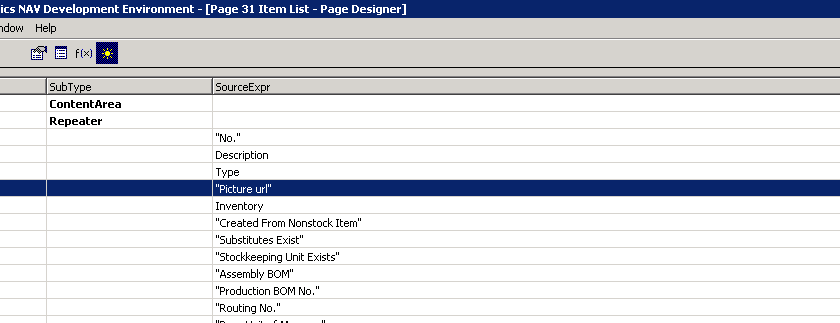 ics NAV Development Environment - [Page 31 Item List - Page Designer]
ndow Help
f(x)
SubType SourceExpr
ContentArea
Repeater
"No."
Description
Type
"Picture url"
Inventory
"Created From Nonstock Item"
"Substitutes Exist"
"Stockkeeping Unit Exists"
"Assembly BOM"
"Production BOM No."
"Routing No."